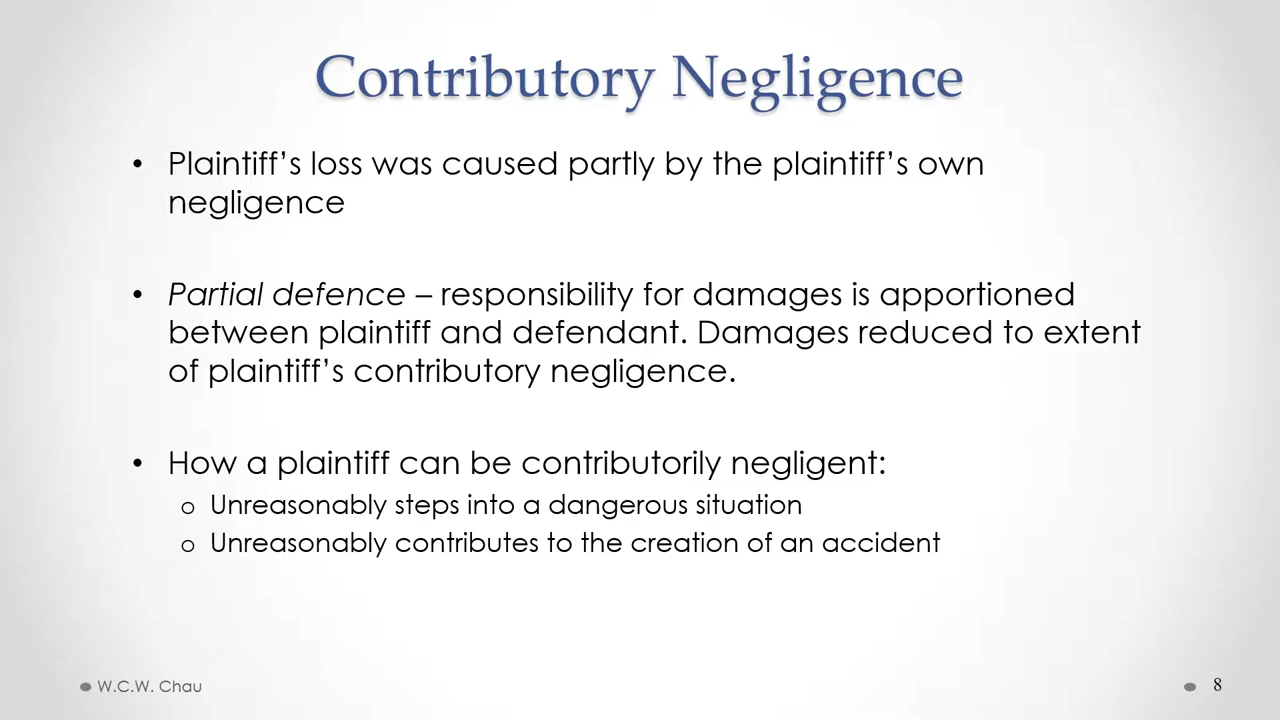 Contributory Negligence
• Plaintiff’s loss was caused partly by the plaintiff’s own
negligence
• Partial defence – responsibility for damages is apportioned
between plaintiff and defendant. Damages reduced to extent
of plaintiff’s contributory negligence.
• How a plaintiff can be contributorily negligent:
o Unreasonably steps into a dangerous situation
o Unreasonably contributes to the creation of an accident
W.C.W. Chau
8